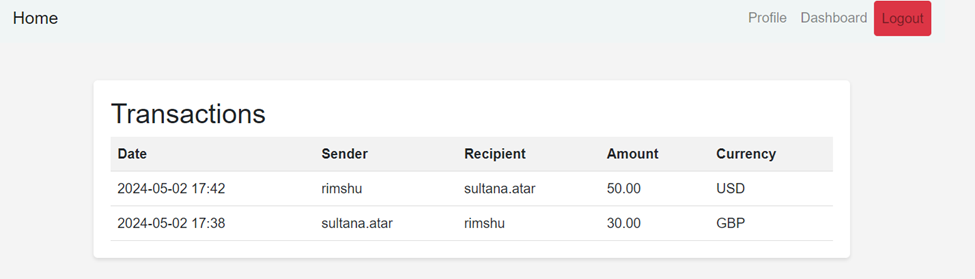 Home Profile Dashboard Logout
Transactions
Date Sender Recipient Amount Currency
2024-05-02 17:42 rimshu sultana.atar 50.00 USD
2024-05-02 17:38 sultana.atar rimshu 30.00 GBP